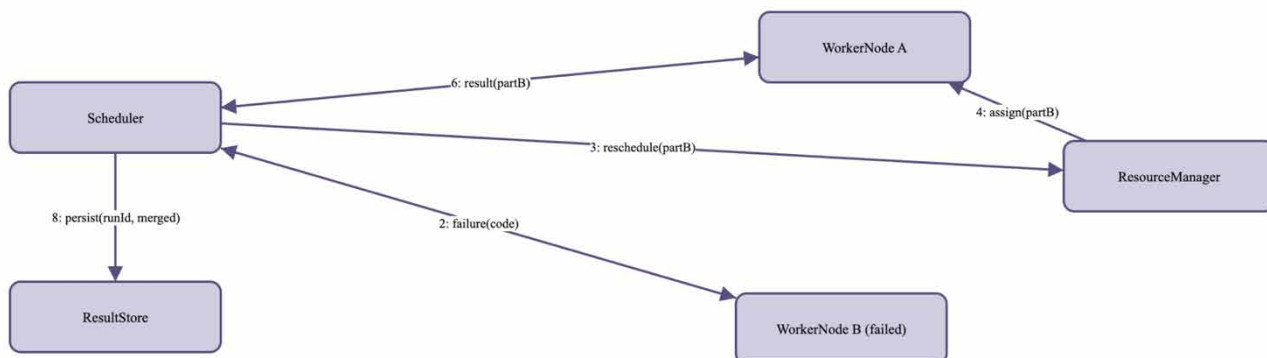 WorkerNode A
6: result(partB)
Scheduler
4: assign(partB)
3: reschedule(partB)
ResourceManager
8: persist(runId, merged)
2: failure(code)
ResultStore
WorkerNode B (failed)